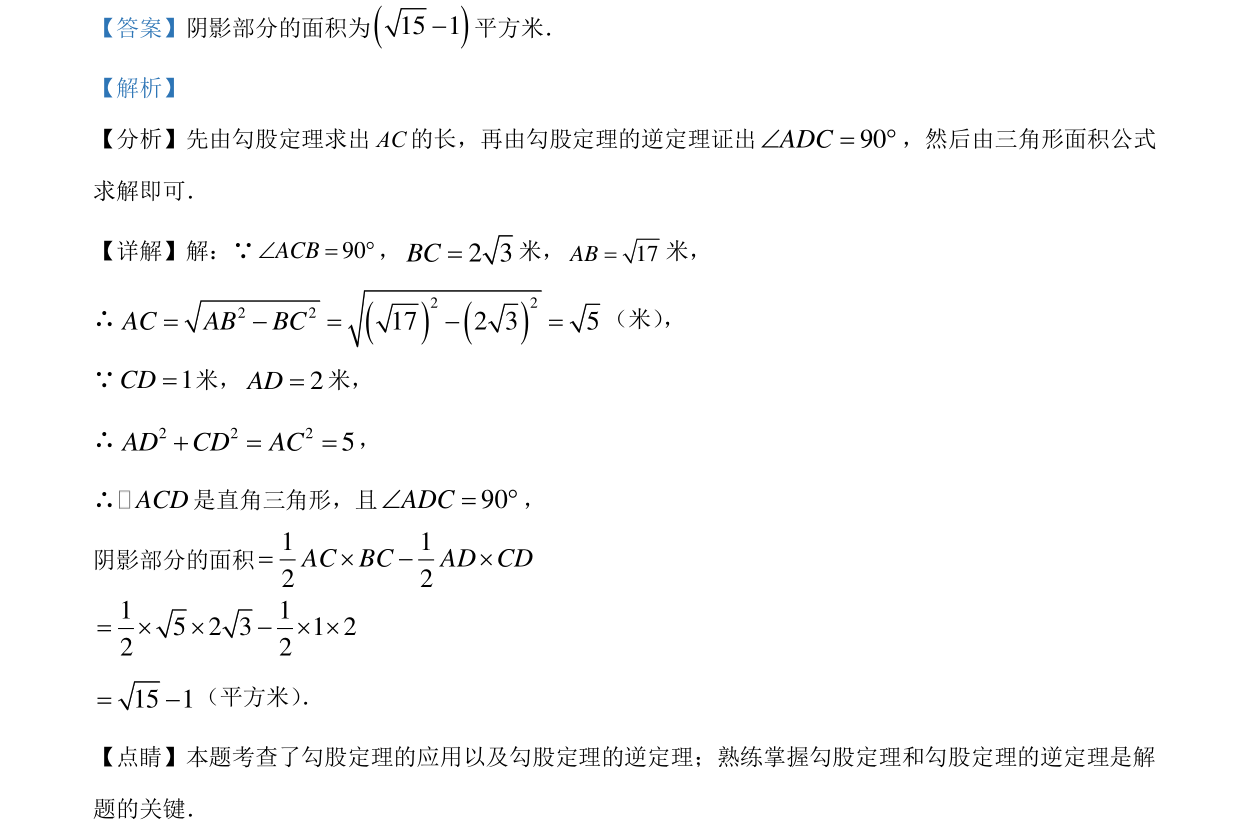 【答案】阴影部分的面积为(√15 −1)平方米．
【解析】
【分析】先由勾股定理求出 AC 的长，再由勾股定理的逆定理证出∠ADC = 90°，然后由三角形面积公式
求解即可．
【详解】解：∵∠ACB = 90°，BC = 2√3 米，AB = √17 米，
∴ AC = √(AB² − BC²) = √((√17)² − (2√3)²) = √5（米），
∵ CD = 1米，AD = 2 米，
∴ AD² + CD² = AC² = 5，
∴□ACD 是直角三角形，且∠ADC = 90°，
阴影部分的面积= 1/2 AC × BC − 1/2 AD × CD
= 1/2 × √5 × 2√3 − 1/2 × 1 × 2
= √15 − 1（平方米）．
【点睛】本题考查了勾股定理的应用以及勾股定理的逆定理；熟练掌握勾股定理和勾股定理的逆定理是解
题的关键．